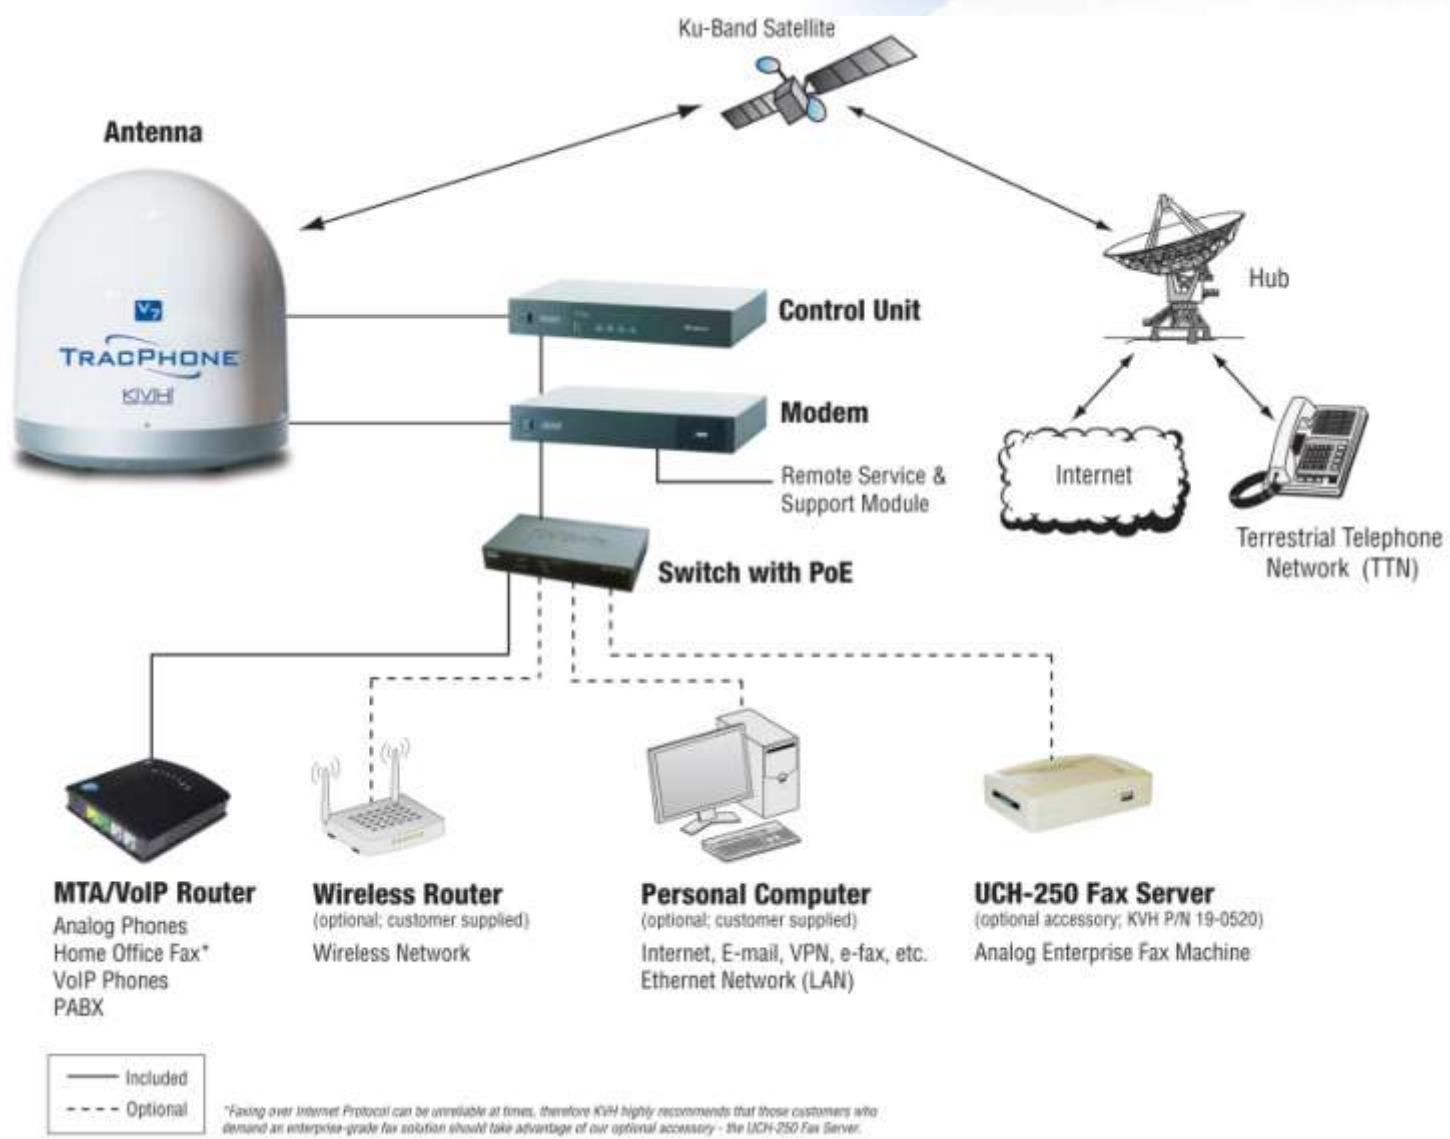 Ku-Band Satellite
Antenna
V7
TRACPHONE
KVH
Control Unit
Hub
Modem
Remote Service &
Support Module
Internet
Terrestrial Telephone
Network (TTN)
Switch with PoE
MTA/VoIP Router
Analog Phones
Home Office Fax*
VoIP Phones
PABX
Wireless Router
(optional; customer supplied)
Wireless Network
Personal Computer
(optional; customer supplied)
Internet, E-mail, VPN, e-fax, etc.
Ethernet Network (LAN)
UCH-250 Fax Server
(optional accessory; KVH P/N 19-0520)
Analog Enterprise Fax Machine
Included
Optional
*Faxing over Internet Protocol can be unreliable at times, therefore KVH highly recommends that those customers who
demand an enterprise-grade fax solution should take advantage of our optional accessory - the UCH-250 Fax Server.